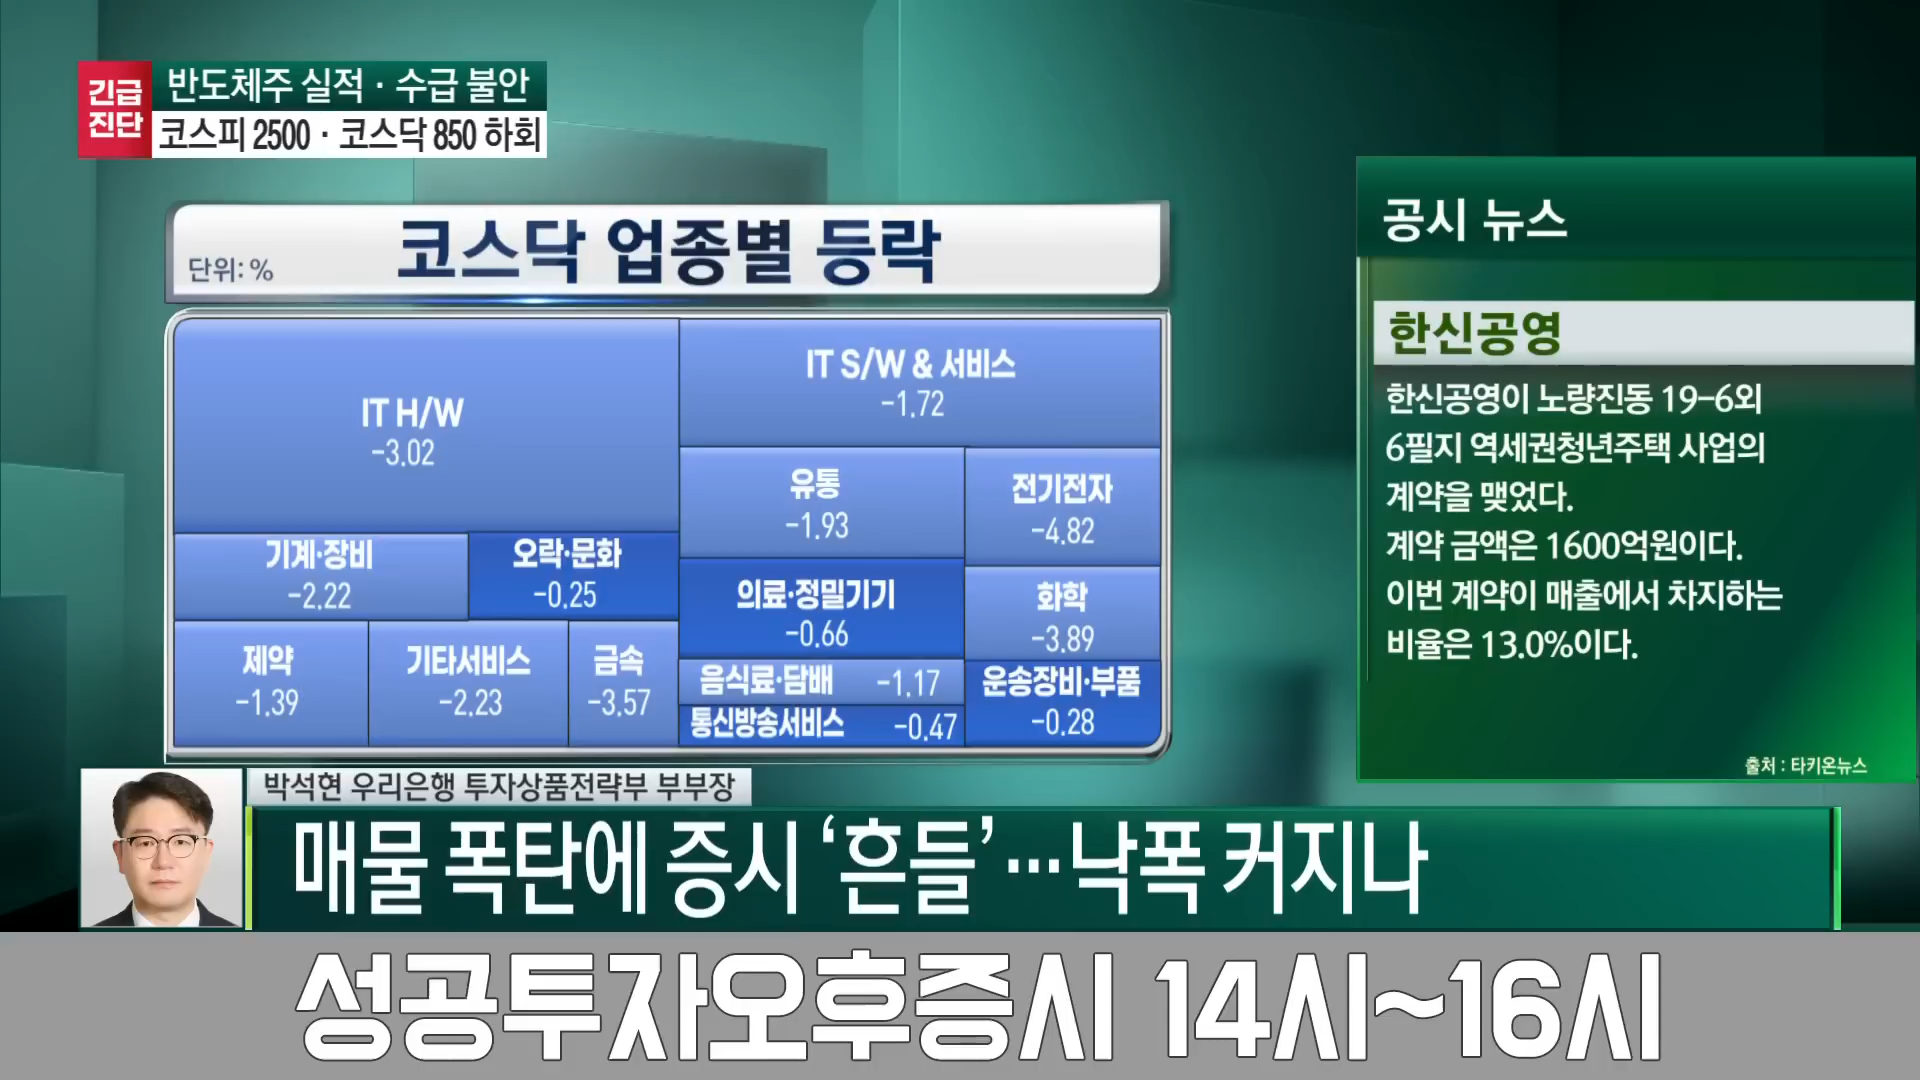 긴급
진단
반도체주 실적 · 수급 불안
코스피 2500 · 코스닥 850 하회
코스닥 업종별 등락
단위: %
IT H/W
-3.02
IT S/W & 서비스
-1.72
유통
-1.93
전기전자
-4.82
기계·장비
-2.22
오락·문화
-0.25
의료·정밀기기
-0.66
화학
-3.89
제약
-1.39
기타서비스
-2.23
금속
-3.57
음식료·담배 -1.17
통신방송서비스 -0.47
운송장비·부품
-0.28
공시 뉴스
한신공영
한신공영이 노량진동 19-6외
6필지 역세권청년주택 사업의
계약을 맺었다.
계약 금액은 1600억원이다.
이번 계약이 매출에서 차지하는
비율은 13.0%이다.
출처 : 타키온뉴스
박석현 우리은행 투자상품전략부 부부장
매물 폭탄에 증시 ‘흔들’…낙폭 커지나
성공투자오후증시 14시~16시